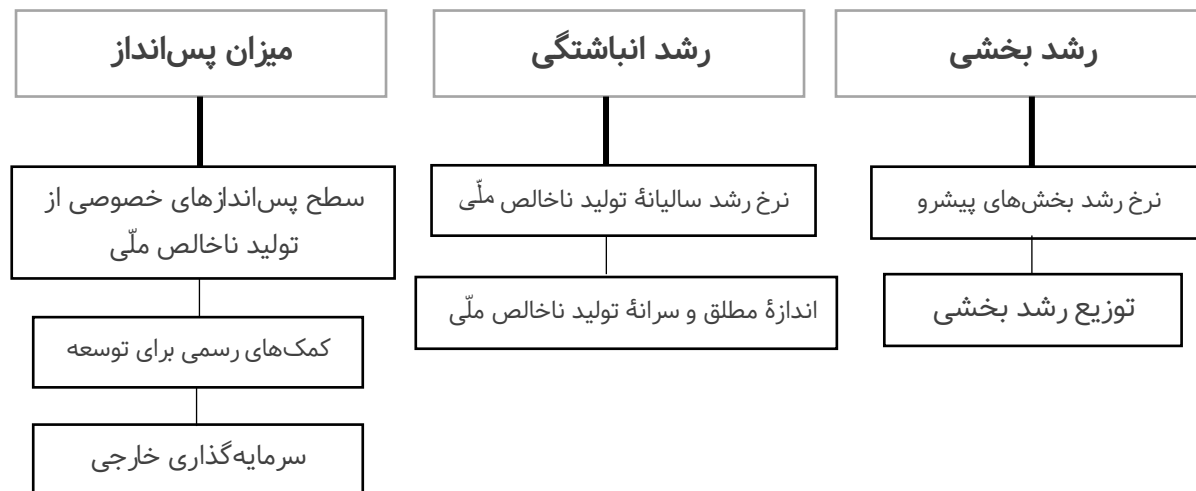 رشد بخشی
نرخ رشد بخش‌های پیشرو
توزیع رشد بخشی
رشد انباشتگی
نرخ رشد سالیانهٔ تولید ناخالص ملّی
اندازهٔ مطلق و سرانهٔ تولید ناخالص ملّی
میزان پس‌انداز
سطح پس‌اندازهای خصوصی از
تولید ناخالص ملّی
کمک‌های رسمی برای توسعه
سرمایه‌گذاری خارجی